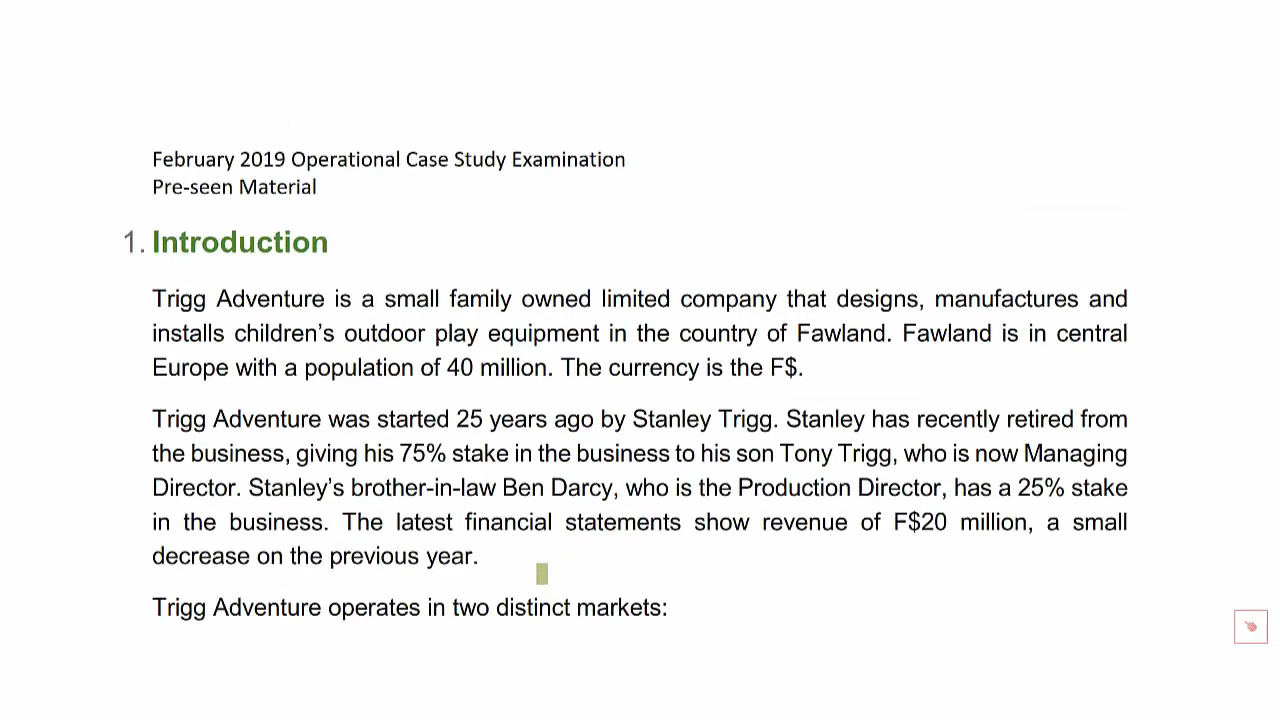 February 2019 Operational Case Study Examination
Pre-seen Material
1. Introduction
Trigg Adventure is a small family owned limited company that designs, manufactures and
installs children’s outdoor play equipment in the country of Fawland. Fawland is in central
Europe with a population of 40 million. The currency is the F$.
Trigg Adventure was started 25 years ago by Stanley Trigg. Stanley has recently retired from
the business, giving his 75% stake in the business to his son Tony Trigg, who is now Managing
Director. Stanley’s brother-in-law Ben Darcy, who is the Production Director, has a 25% stake
in the business. The latest financial statements show revenue of F$20 million, a small
decrease on the previous year.
Trigg Adventure operates in two distinct markets: